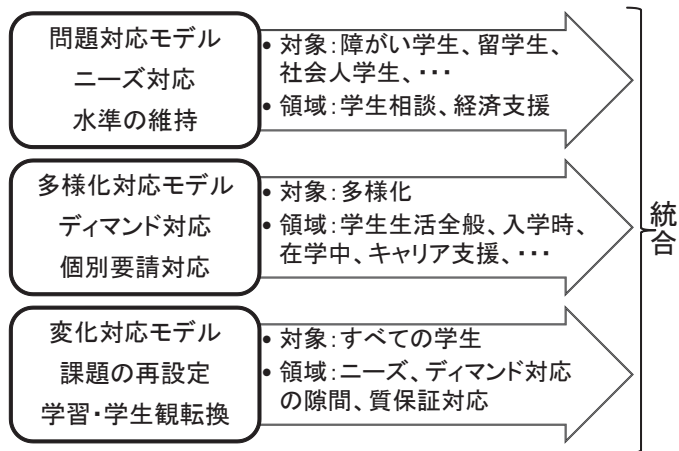 問題対応モデル
ニーズ対応
水準の維持
• 対象:障がい学生、留学生、
社会人学生、・・・
• 領域:学生相談、経済支援
多様化対応モデル
ディマンド対応
個別要請対応
• 対象:多様化
• 領域:学生生活全般、入学時、
在学中、キャリア支援、・・・
変化対応モデル
課題の再設定
学習・学生観転換
• 対象:すべての学生
• 領域:ニーズ、ディマンド対応
の隙間、質保証対応
統合